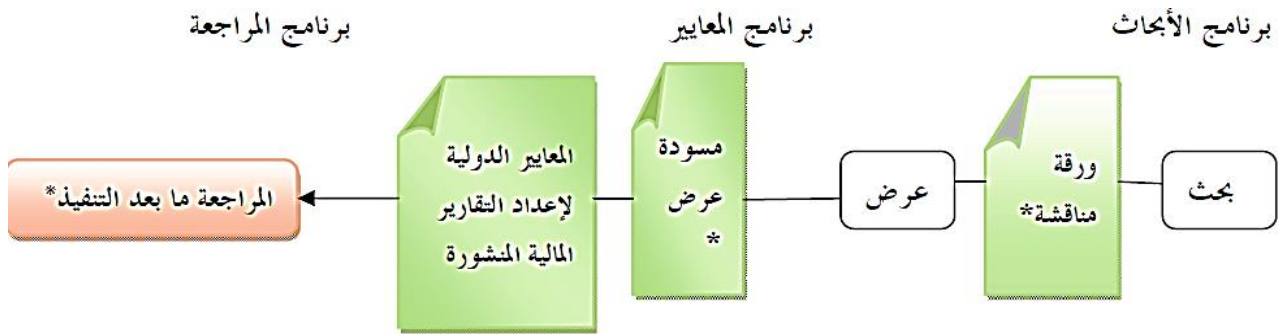 برنامج الأبحاث
برنامج المعايير
برنامج المراجعة
بحث
ورقة
مناقشة*
عرض
مسودة
عرض
*
المعايير الدولية
لإعداد التقارير
المالية المنشورة
المراجعة ما بعد التنفيذ*